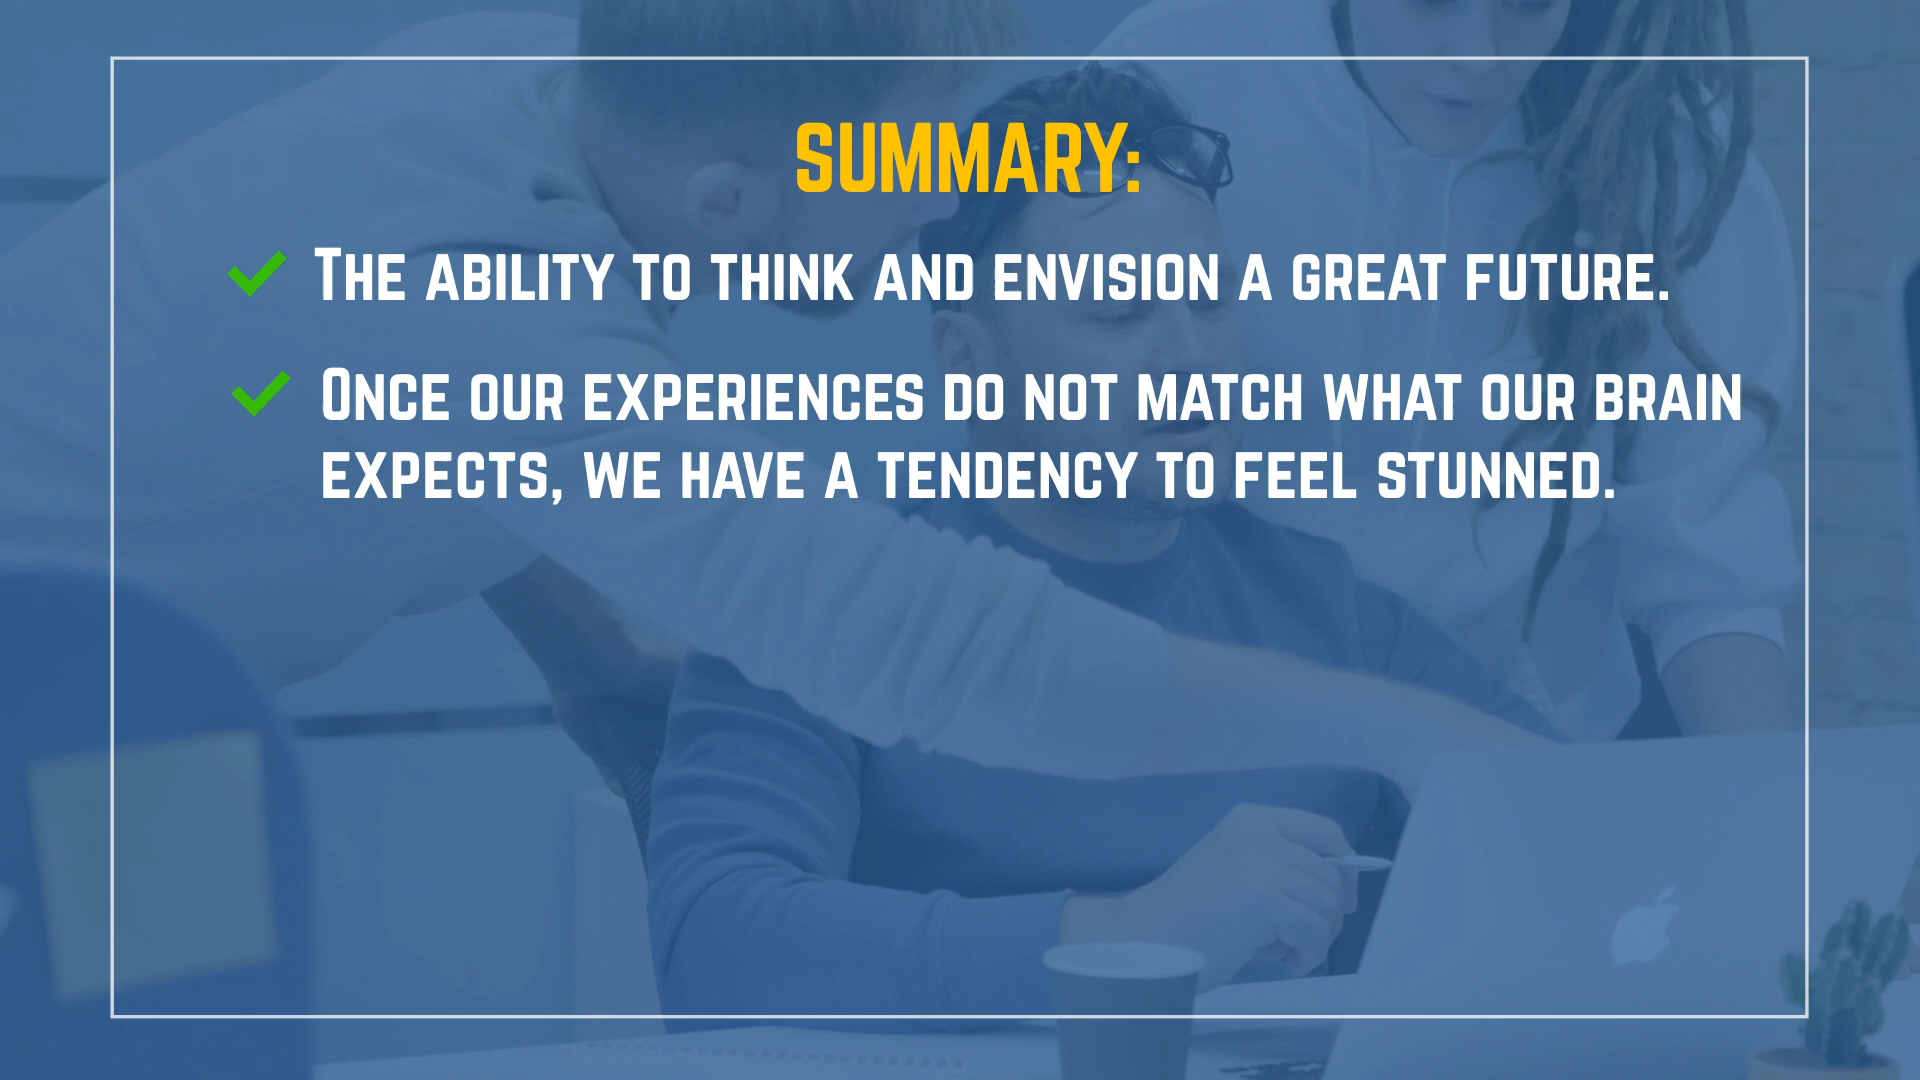 SUMMARY:
The ability to think and envision a great future.
Once our experiences do not match what our brain
expects, we have a tendency to feel stunned.